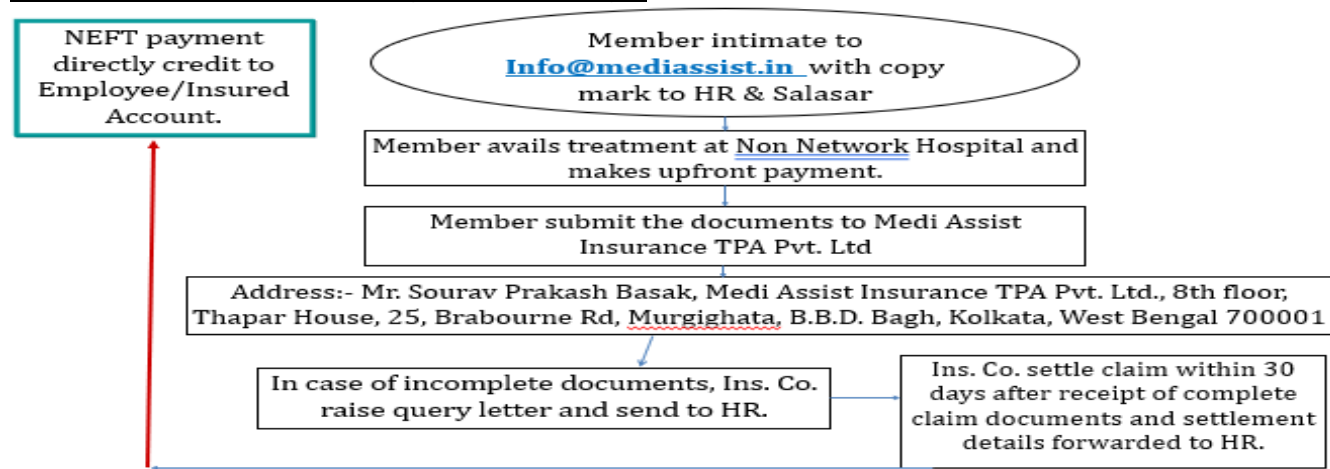 NEFT payment
directly credit to
Employee/Insured
Account.
Member intimate to
Info@mediassist.in with copy
mark to HR & Salasar
Member avails treatment at Non Network Hospital and
makes upfront payment.
Member submit the documents to Medi Assist
Insurance TPA Pvt. Ltd
Address:- Mr. Sourav Prakash Basak, Medi Assist Insurance TPA Pvt. Ltd., 8th floor,
Thapar House, 25, Brabourne Rd, Murgighata, B.B.D. Bagh, Kolkata, West Bengal 700001
In case of incomplete documents, Ins. Co.
raise query letter and send to HR.
Ins. Co. settle claim within 30
days after receipt of complete
claim documents and settlement
details forwarded to HR.